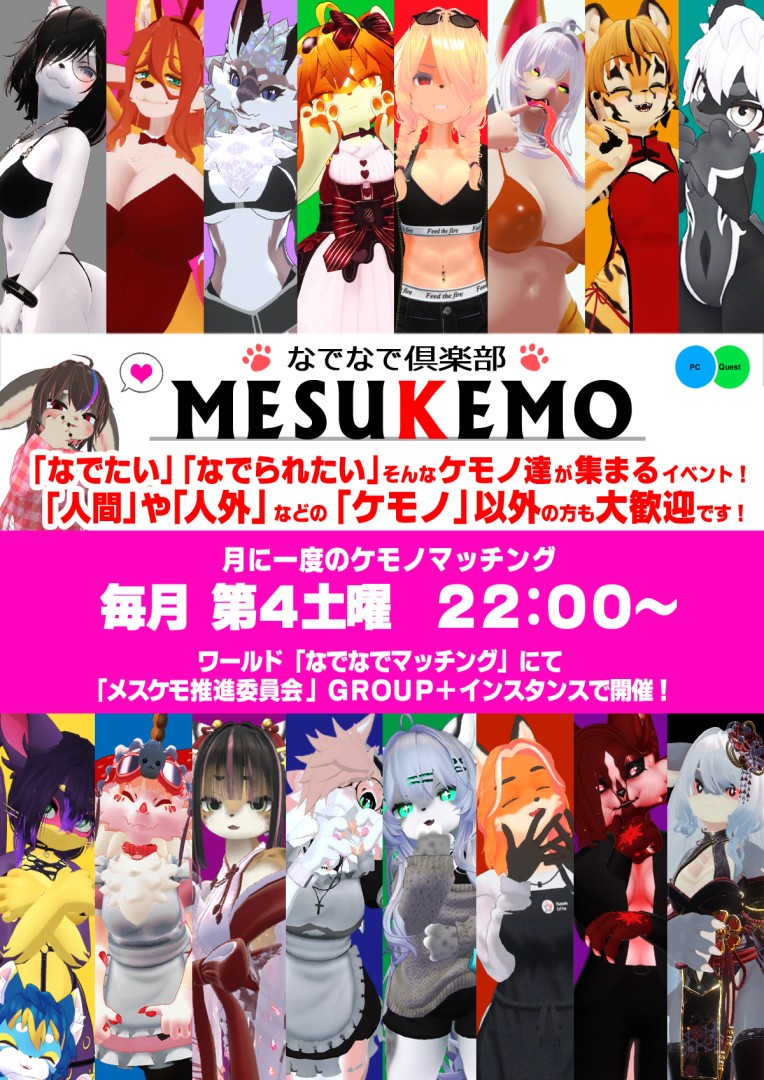 Feed the fire
Feed the fire
なでなで倶楽部
MESUKEMO
PC
Quest
「なでたい」「なでられたい」そんなケモノ達が集まるイベント!
「人間」や「人外」などの「ケモノ」以外の方も大歓迎です!
月に一度のケモノマッチング
毎月 第4土曜 22:00~
ワールド「なでなでマッチング」にて
「メスケモ推進委員会」GROUP+インスタンスで開催!